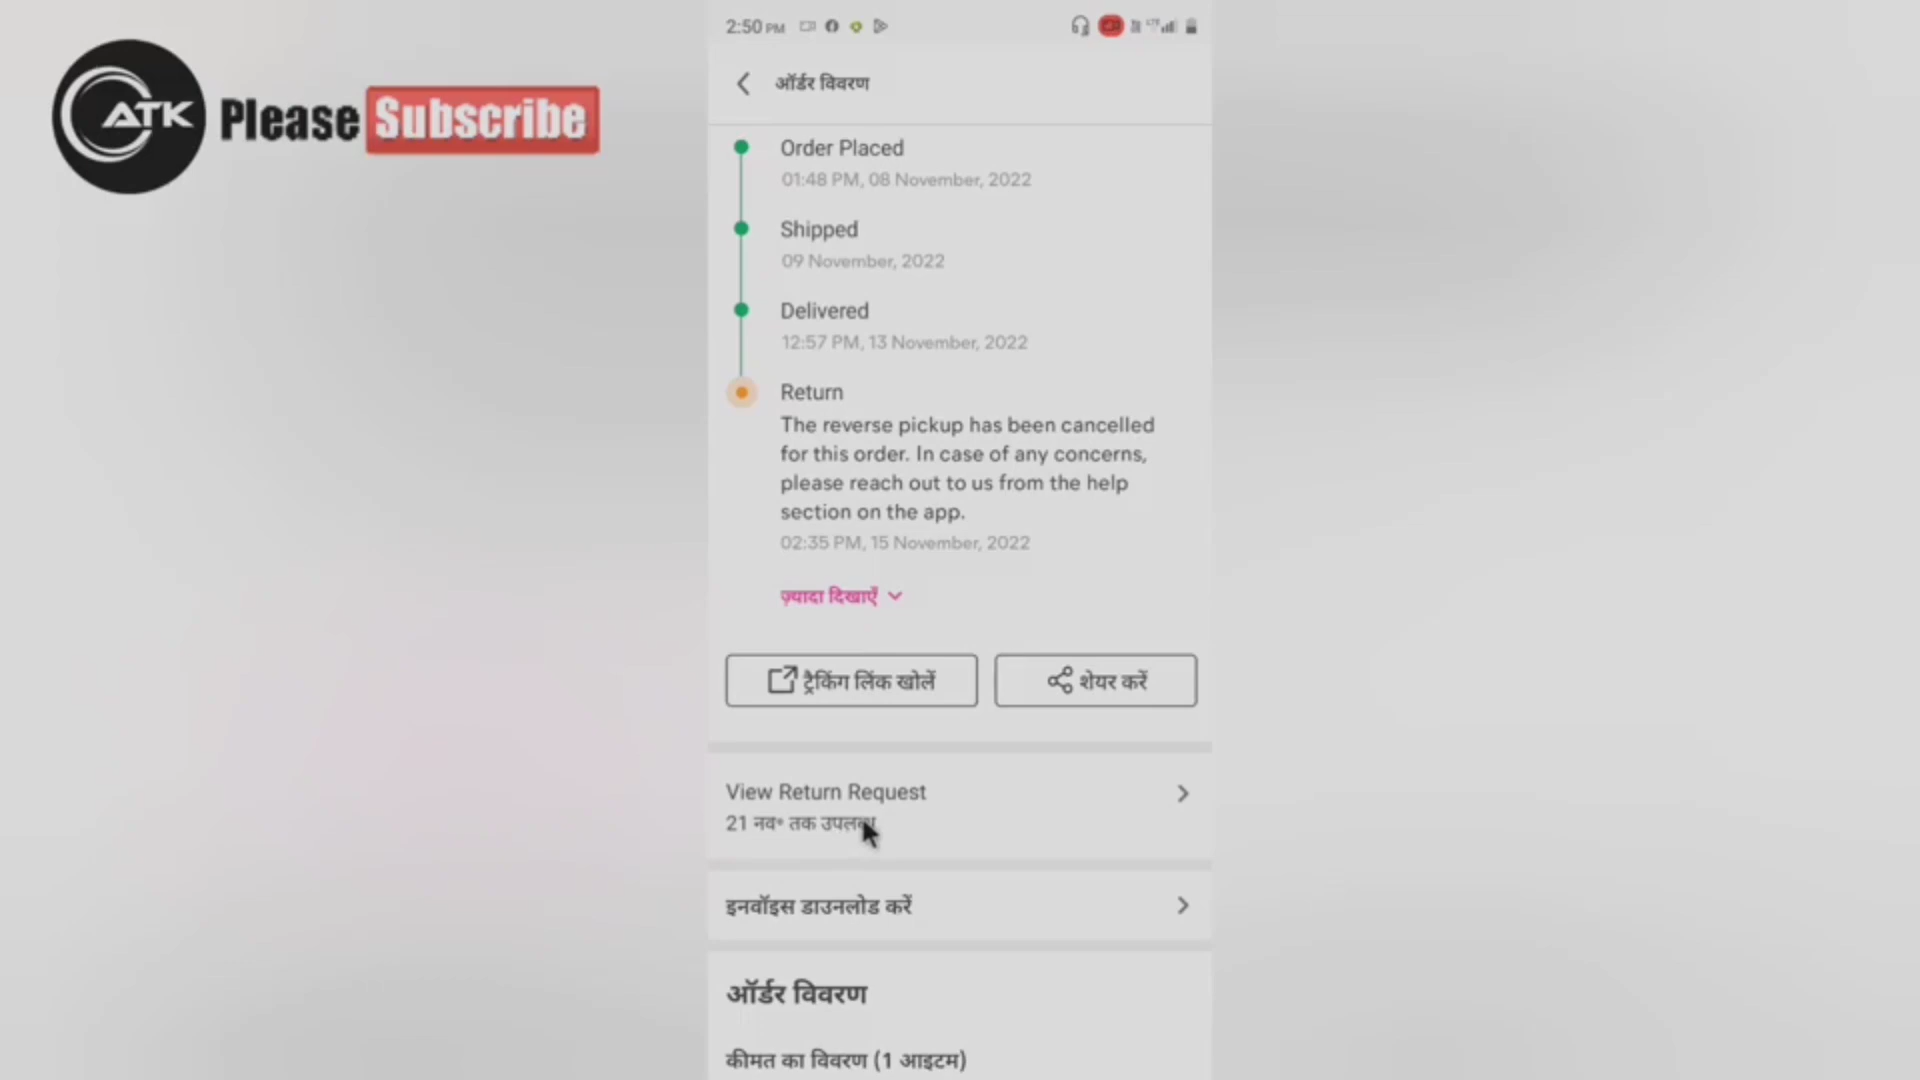 ATK Please Subscribe
2:50 PM
ऑर्डर विवरण
Order Placed
01:48 PM, 08 November, 2022
Shipped
09 November, 2022
Delivered
12:57 PM, 13 November, 2022
Return
The reverse pickup has been cancelled
for this order. In case of any concerns,
please reach out to us from the help
section on the app.
02:35 PM, 15 November, 2022
ज़्यादा दिखाएँ
ट्रैकिंग लिंक खोलें
शेयर करें
View Return Request
21 नव॰ तक उपलब्ध
इनवॉइस डाउनलोड करें
ऑर्डर विवरण
कीमत का विवरण (1 आइटम)